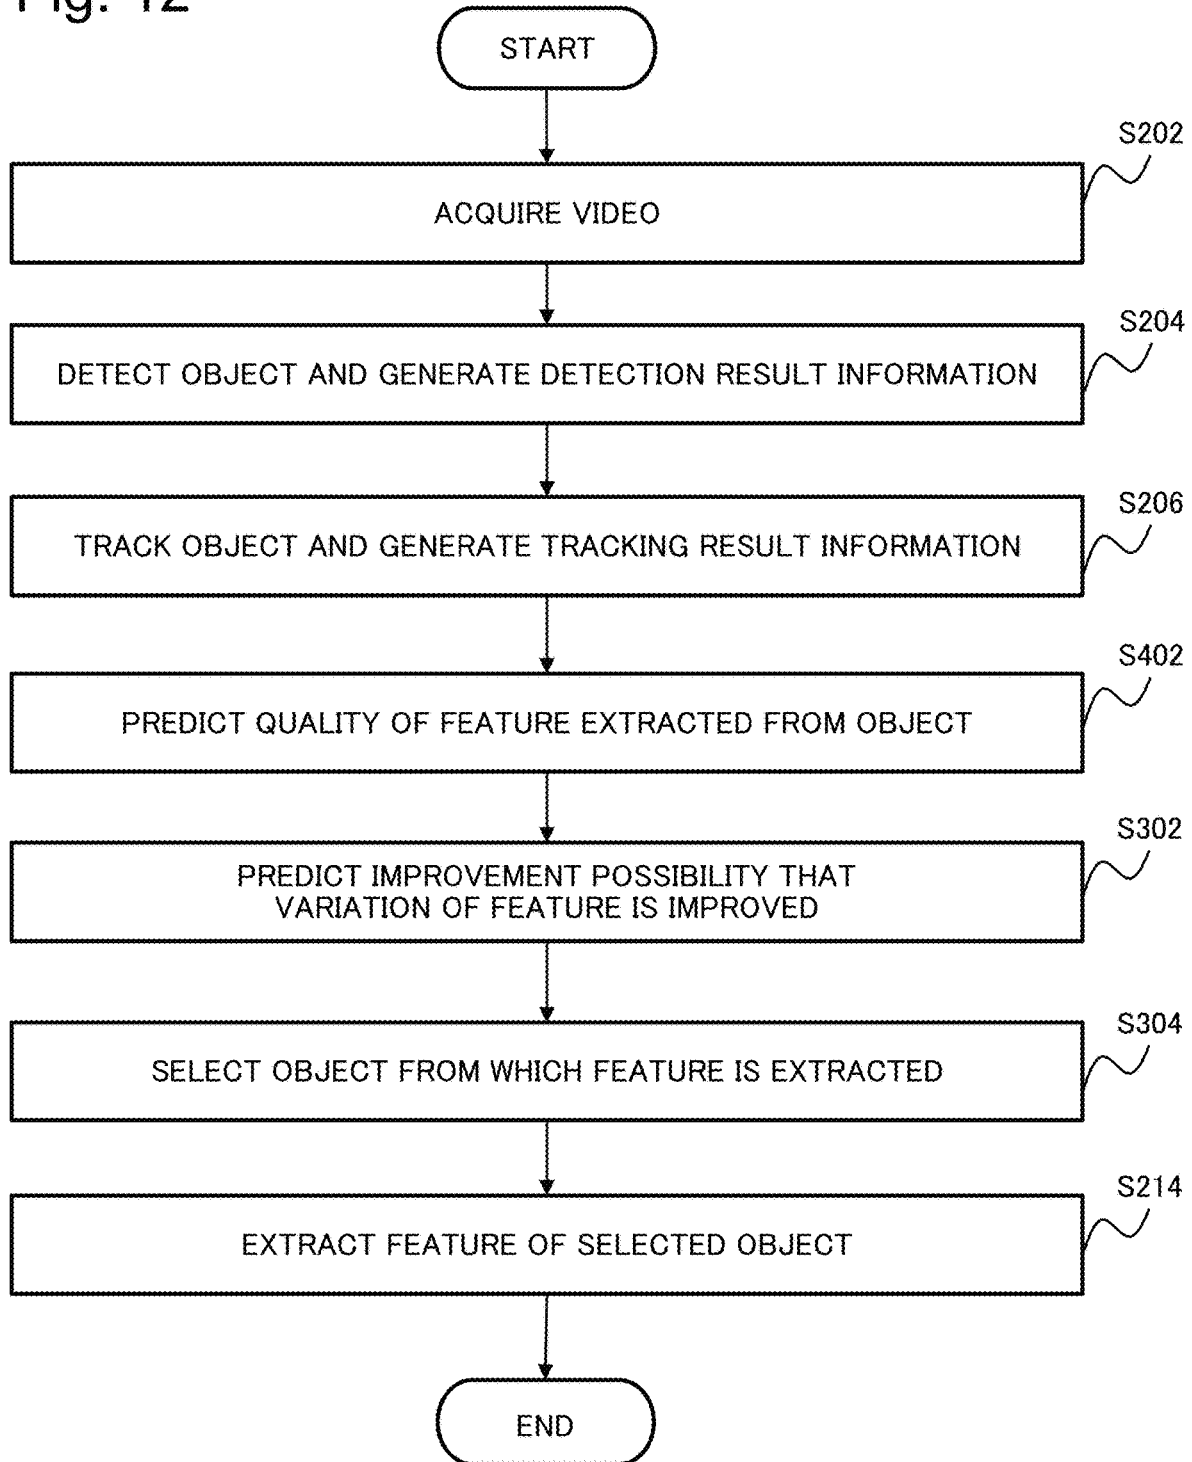 Fig. 12
START
S202
ACQUIRE VIDEO
S204
DETECT OBJECT AND GENERATE DETECTION RESULT INFORMATION
S206
TRACK OBJECT AND GENERATE TRACKING RESULT INFORMATION
S402
PREDICT QUALITY OF FEATURE EXTRACTED FROM OBJECT
S302
PREDICT IMPROVEMENT POSSIBILITY THAT
VARIATION OF FEATURE IS IMPROVED
S304
SELECT OBJECT FROM WHICH FEATURE IS EXTRACTED
S214
EXTRACT FEATURE OF SELECTED OBJECT
END